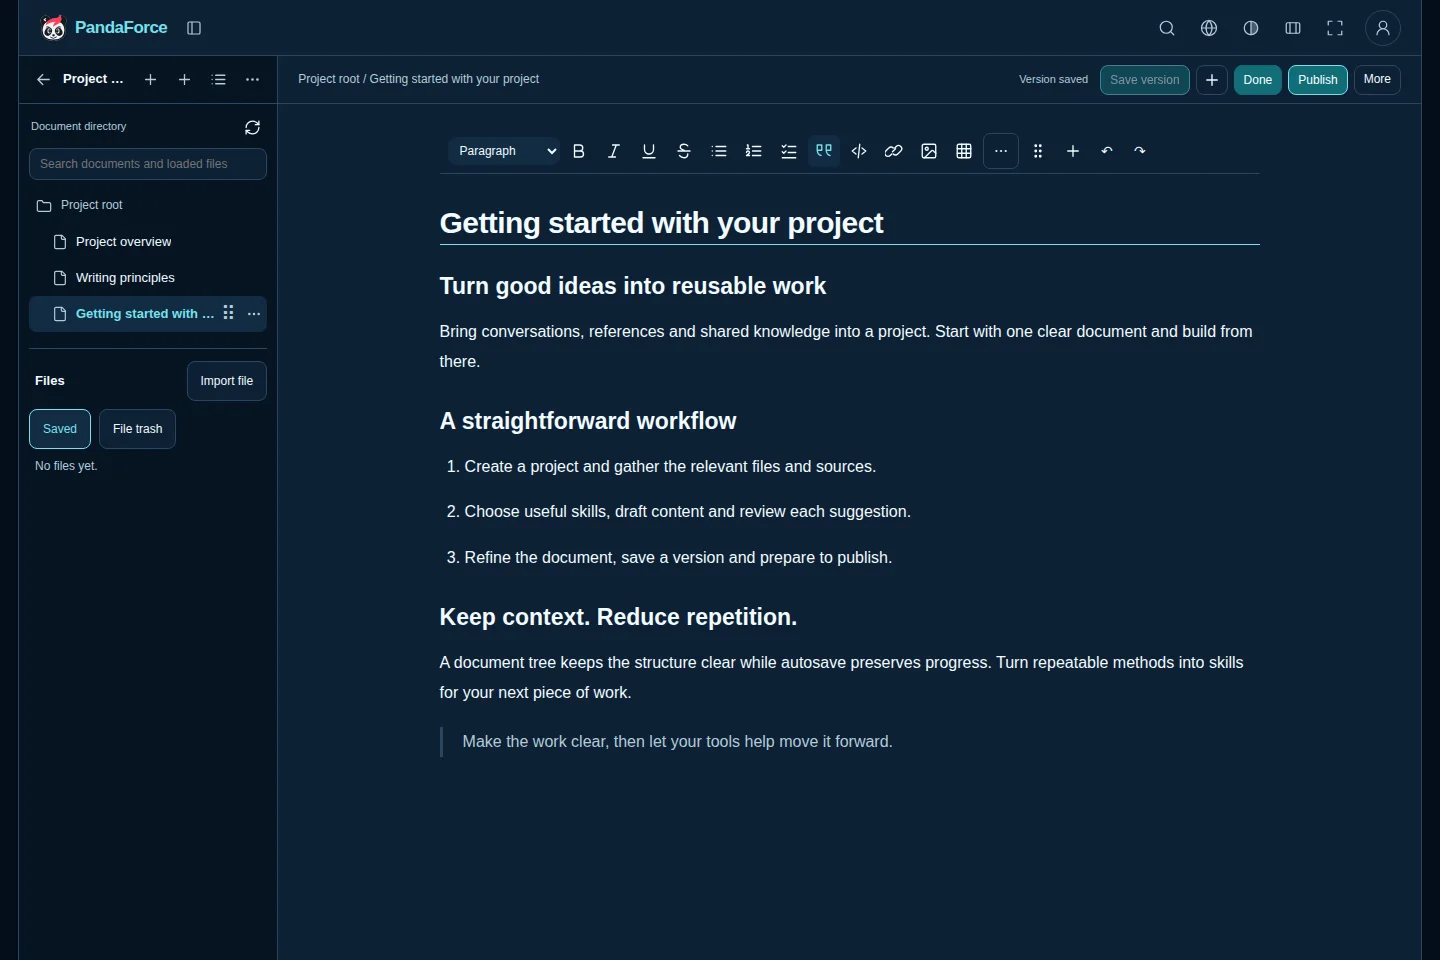 PandaForce
Project ...
Project root / Getting started with your project
Version saved
Save version
Done
Publish
More
Document directory
Search documents and loaded files
Project root
Project overview
Writing principles
Getting started with ...
Files
Import file
Saved
File trash
No files yet.
Paragraph
Getting started with your project
Turn good ideas into reusable work
Bring conversations, references and shared knowledge into a project. Start with one clear document and build from
there.
A straightforward workflow
1. Create a project and gather the relevant files and sources.
2. Choose useful skills, draft content and review each suggestion.
3. Refine the document, save a version and prepare to publish.
Keep context. Reduce repetition.
A document tree keeps the structure clear while autosave preserves progress. Turn repeatable methods into skills
for your next piece of work.
Make the work clear, then let your tools help move it forward.